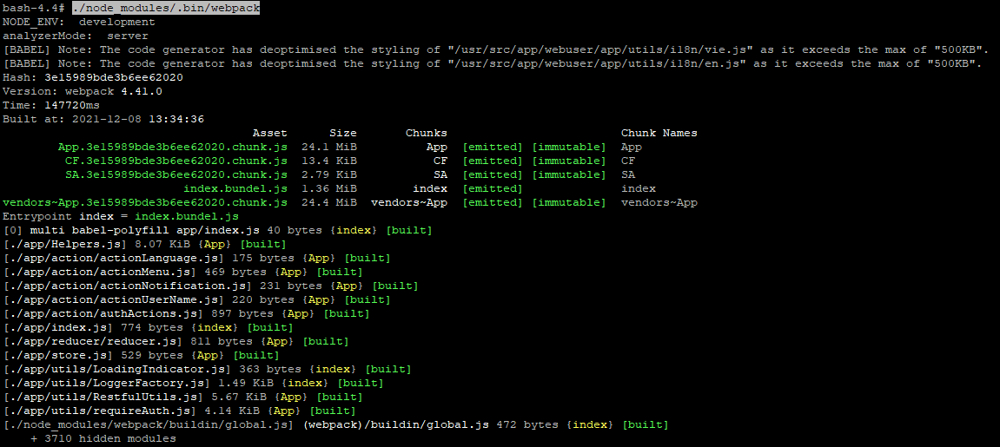 bash-4.4# ./node_modules/.bin/webpack
NODE_ENV:  development
analyzerMode:  server
[BABEL] Note: The code generator has deoptimised the styling of "/usr/src/app/webuser/app/utils/i18n/vie.js" as it exceeds the max of "500KB".
[BABEL] Note: The code generator has deoptimised the styling of "/usr/src/app/webuser/app/utils/i18n/en.js" as it exceeds the max of "500KB".
Hash: 3e15989bde3b6ee62020
Version: webpack 4.41.0
Time: 147720ms
Built at: 2021-12-08 13:34:36
Asset Size Chunks Chunk Names
App.3e15989bde3b6ee62020.chunk.js 24.1 MiB App [emitted] [immutable] App
CF.3e15989bde3b6ee62020.chunk.js 13.4 KiB CF [emitted] [immutable] CF
SA.3e15989bde3b6ee62020.chunk.js 2.79 KiB SA [emitted] [immutable] SA
index.bundel.js 1.36 MiB index [emitted] index
vendors~App.3e15989bde3b6ee62020.chunk.js 24.4 MiB vendors~App [emitted] [immutable] vendors~App
Entrypoint index = index.bundel.js
[0] multi babel-polyfill app/index.js 40 bytes {index} [built]
[./app/Helpers.js] 8.07 KiB {App} [built]
[./app/action/actionLanguage.js] 175 bytes {App} [built]
[./app/action/actionMenu.js] 469 bytes {App} [built]
[./app/action/actionNotification.js] 231 bytes {App} [built]
[./app/action/actionUserName.js] 220 bytes {App} [built]
[./app/action/authActions.js] 897 bytes {App} [built]
[./app/index.js] 774 bytes {index} [built]
[./app/reducer/reducer.js] 811 bytes {App} [built]
[./app/store.js] 529 bytes {App} [built]
[./app/utils/LoadingIndicator.js] 363 bytes {index} [built]
[./app/utils/LoggerFactory.js] 1.49 KiB {index} [built]
[./app/utils/RestfulUtils.js] 5.67 KiB {App} [built]
[./app/utils/requireAuth.js] 4.14 KiB {App} [built]
[./node_modules/webpack/buildin/global.js] (webpack)/buildin/global.js 472 bytes {index} [built]
+ 3710 hidden modules